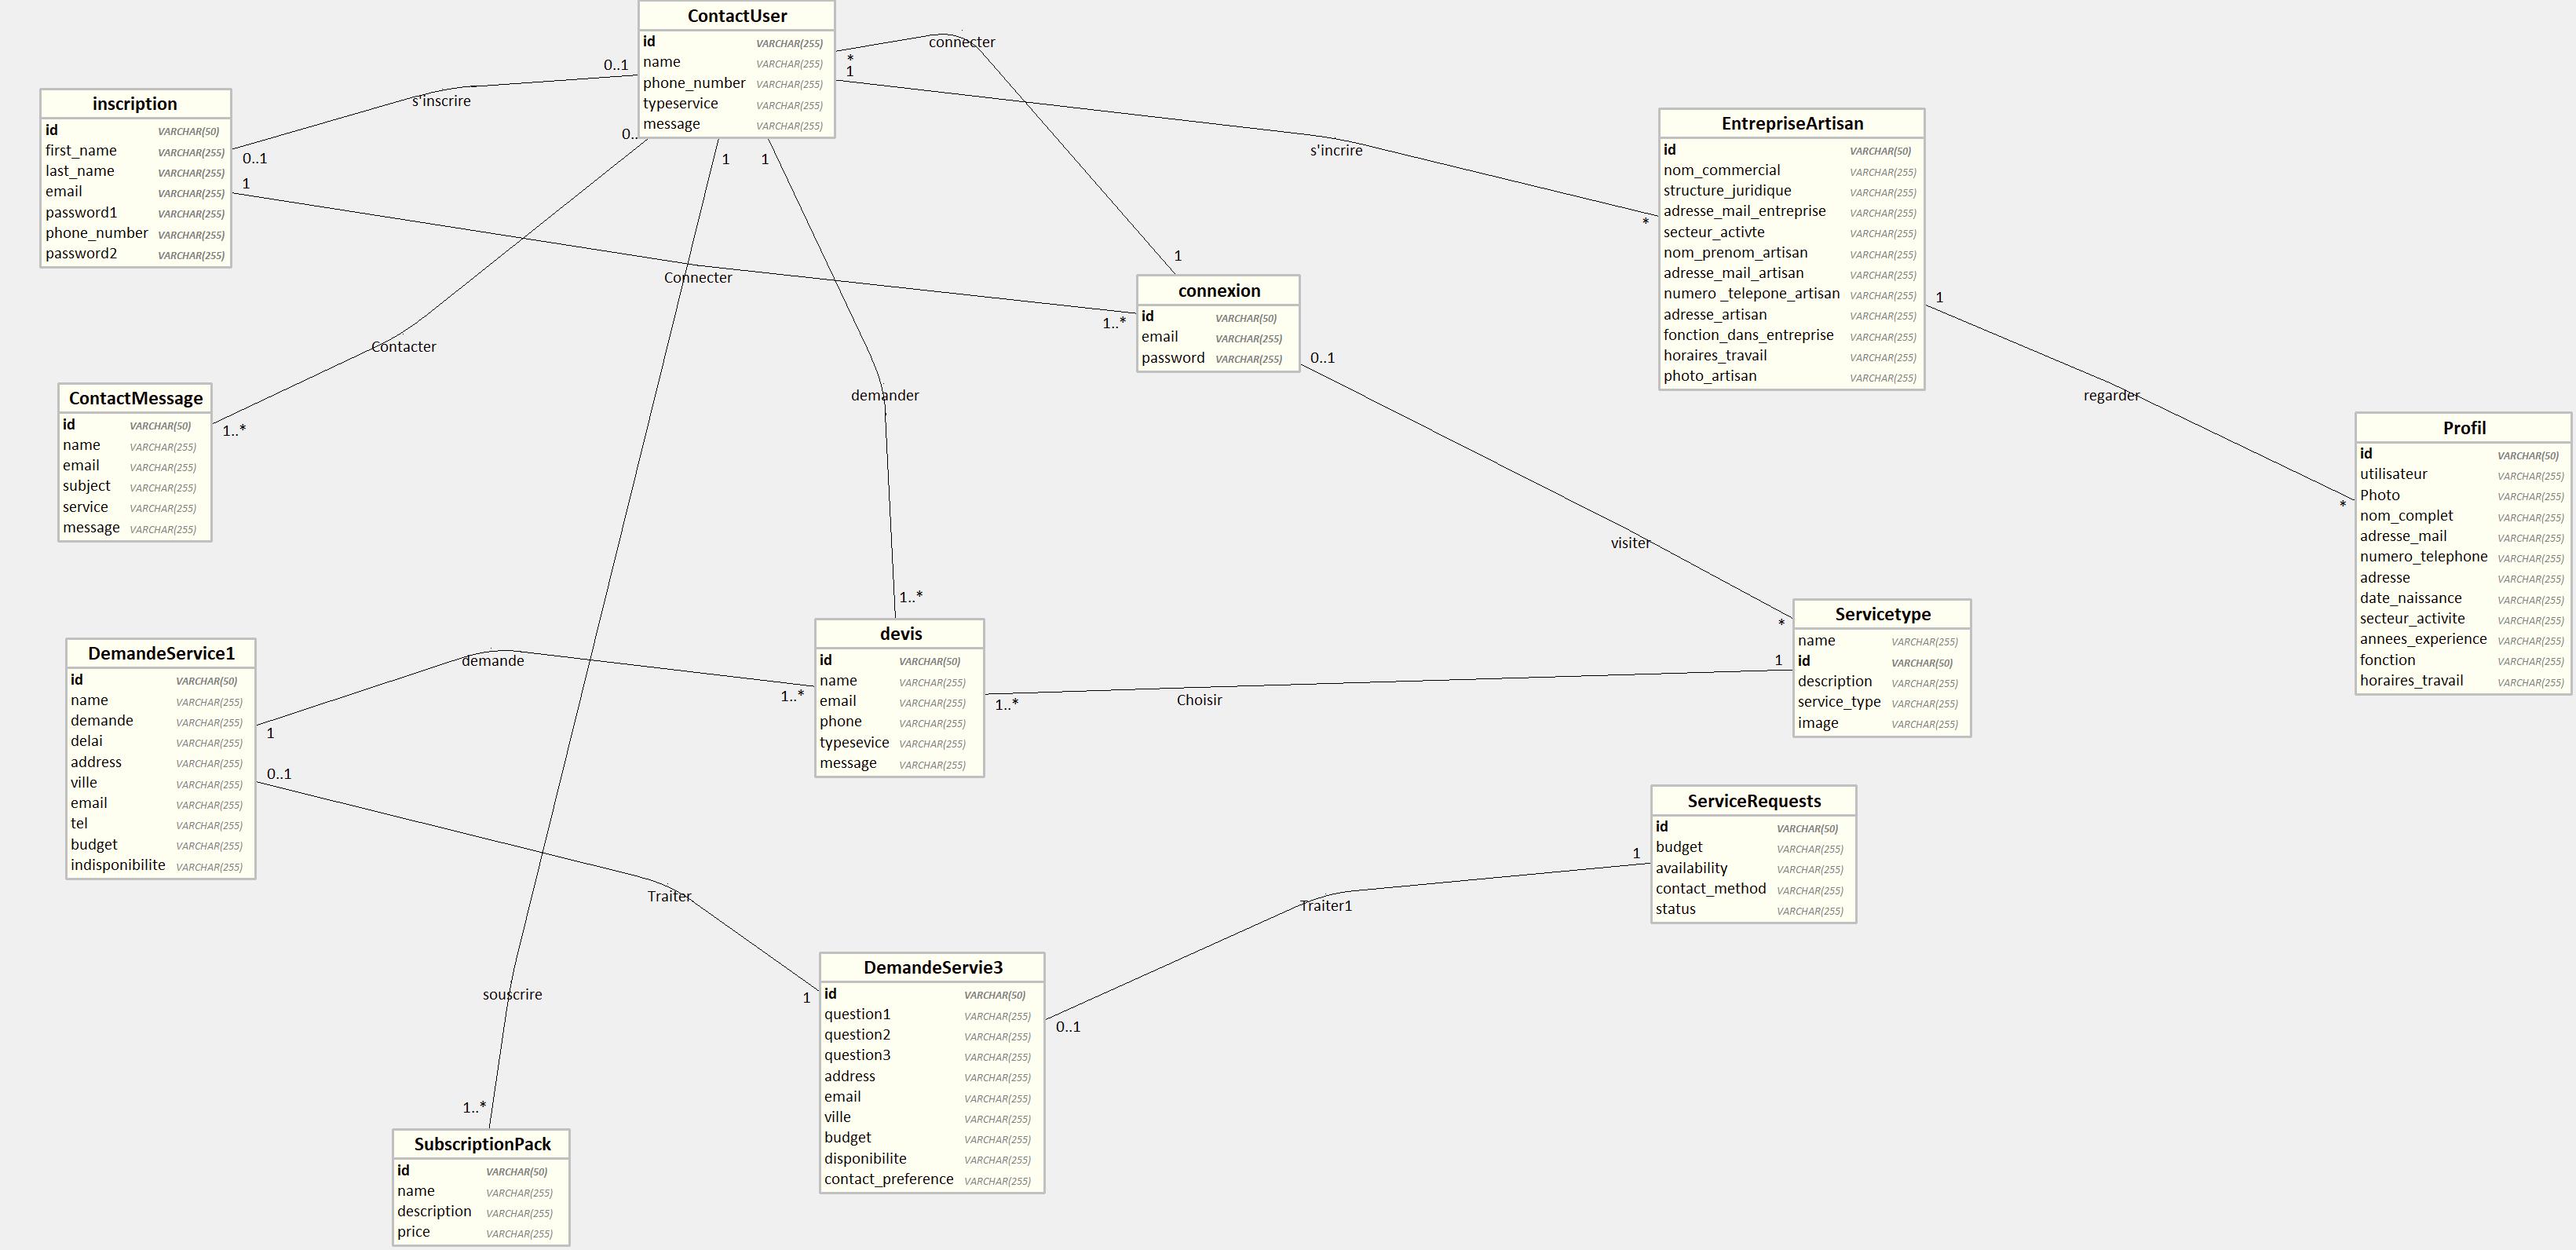 ContactUser
id VARCHAR(255)
name VARCHAR(255)
phone_number VARCHAR(255)
typeservice VARCHAR(255)
message VARCHAR(255)
connecter
*
1
0..1
s'inscrire
0..
1
1
inscription
id VARCHAR(50)
first_name VARCHAR(255)
last_name VARCHAR(255)
email VARCHAR(255)
password1 VARCHAR(255)
phone_number VARCHAR(255)
password2 VARCHAR(255)
0..1
1
s'incrire
*
EntrepriseArtisan
id VARCHAR(50)
nom_commercial VARCHAR(255)
structure_juridique VARCHAR(255)
adresse_mail_entreprise VARCHAR(255)
secteur_activte VARCHAR(255)
nom_prenom_artisan VARCHAR(255)
adresse_mail_artisan VARCHAR(255)
numero _telepone_artisan VARCHAR(255)
adresse_artisan VARCHAR(255)
fonction_dans_entreprise VARCHAR(255)
horaires_travail VARCHAR(255)
photo_artisan VARCHAR(255)
1
Connecter
1
1..*
connexion
id VARCHAR(50)
email VARCHAR(255)
password VARCHAR(255)
0..1
Contacter
demander
regarder
ContactMessage
id VARCHAR(50)
name VARCHAR(255)
email VARCHAR(255)
subject VARCHAR(255)
service VARCHAR(255)
message VARCHAR(255)
1..*
Profil
id VARCHAR(50)
utilisateur VARCHAR(255)
Photo VARCHAR(255)
nom_complet VARCHAR(255)
adresse_mail VARCHAR(255)
numero_telephone VARCHAR(255)
adresse VARCHAR(255)
date_naissance VARCHAR(255)
secteur_activite VARCHAR(255)
annees_experience VARCHAR(255)
fonction VARCHAR(255)
horaires_travail VARCHAR(255)
*
visiter
1..*
*
DemandeService1
id VARCHAR(50)
name VARCHAR(255)
demande VARCHAR(255)
delai VARCHAR(255)
address VARCHAR(255)
ville VARCHAR(255)
email VARCHAR(255)
tel VARCHAR(255)
budget VARCHAR(255)
indisponibilite VARCHAR(255)
1
0..1
demande
1..*
devis
id VARCHAR(50)
name VARCHAR(255)
email VARCHAR(255)
phone VARCHAR(255)
typesevice VARCHAR(255)
message VARCHAR(255)
1..*
Choisir
1
Servicetype
name VARCHAR(255)
id VARCHAR(50)
description VARCHAR(255)
service_type VARCHAR(255)
image VARCHAR(255)
ServiceRequests
id VARCHAR(50)
budget VARCHAR(255)
availability VARCHAR(255)
contact_method VARCHAR(255)
status VARCHAR(255)
1
Traiter
Traiter1
souscrire
1
0..1
DemandeServie3
id VARCHAR(50)
question1 VARCHAR(255)
question2 VARCHAR(255)
question3 VARCHAR(255)
address VARCHAR(255)
email VARCHAR(255)
ville VARCHAR(255)
budget VARCHAR(255)
disponibilite VARCHAR(255)
contact_preference VARCHAR(255)
1..*
SubscriptionPack
id VARCHAR(50)
name VARCHAR(255)
description VARCHAR(255)
price VARCHAR(255)